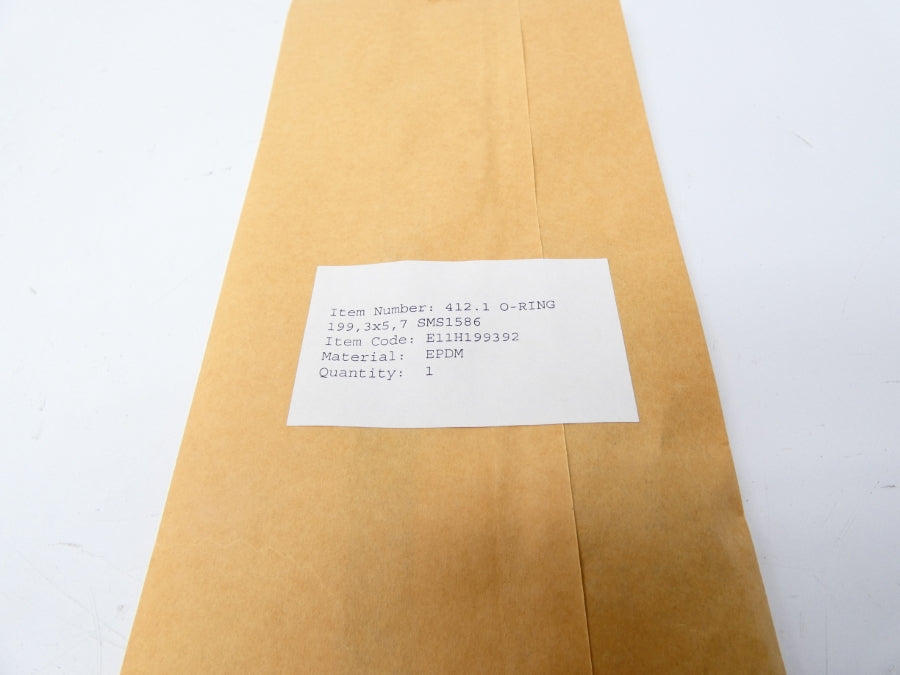 Item Number: 412.1 O-RING
199,3x5,7 SMS1586
Item Code: E11H199392
Material: EPDM
Quantity: 1